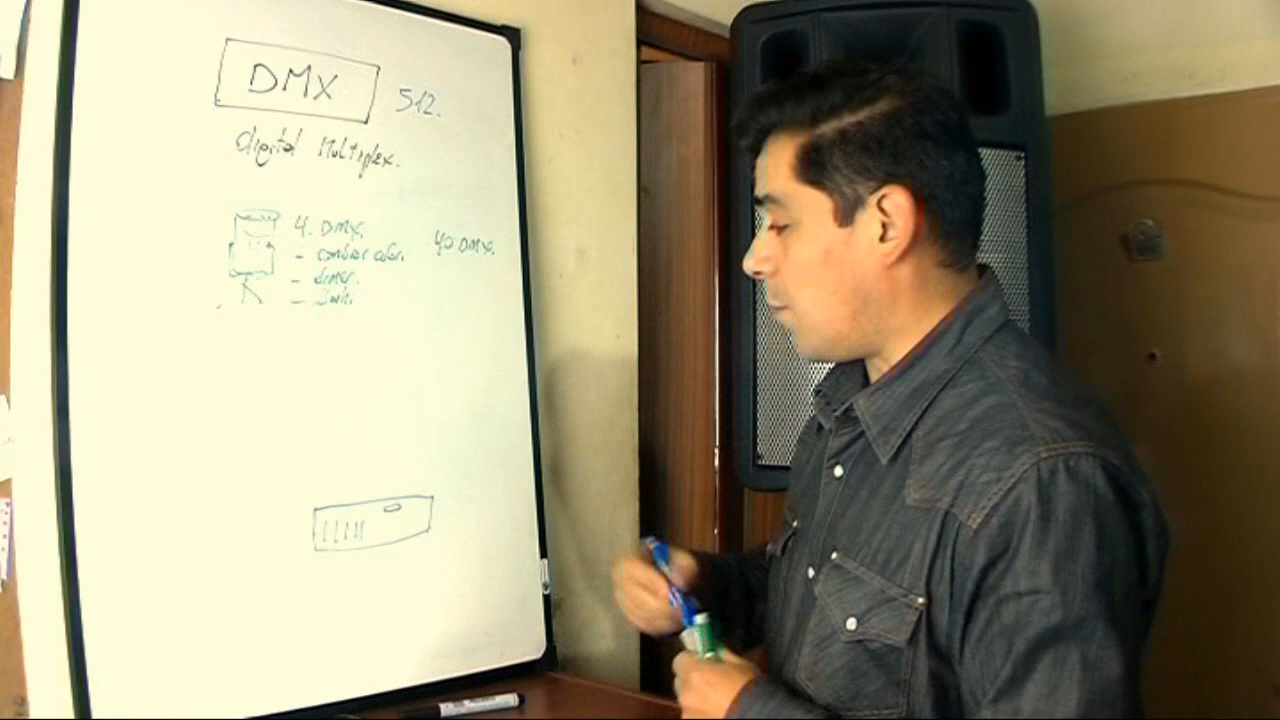 DMX 512.
digital Multiplex.
4. DMX. 40 DMX.
- cambiar color.
- dimer.